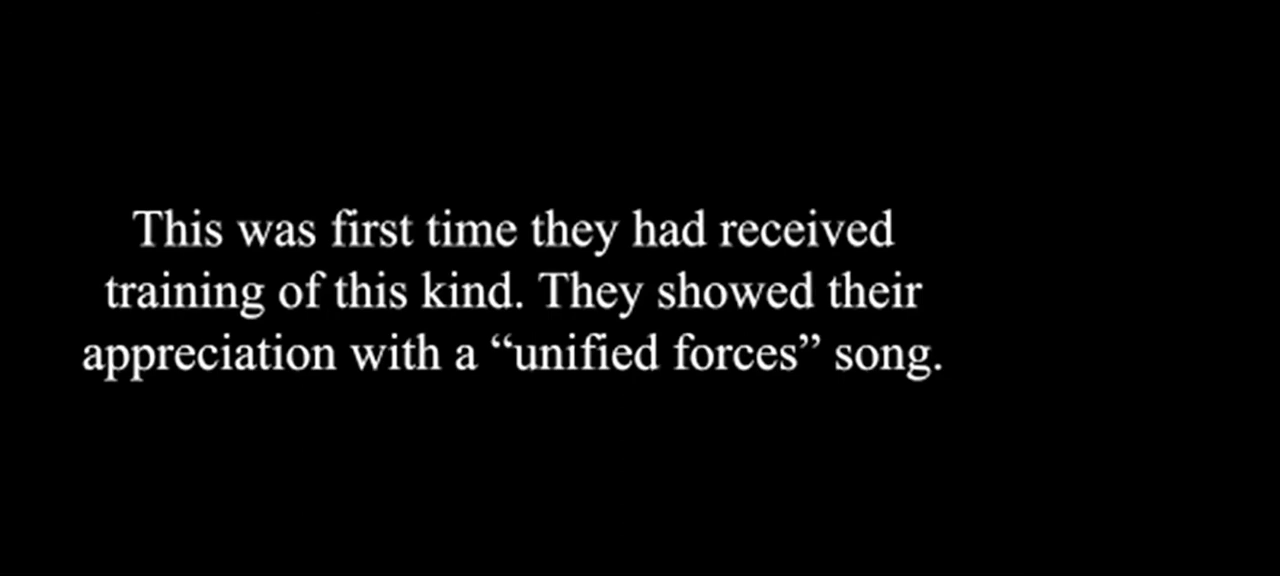 This was first time they had received
training of this kind. They showed their
appreciation with a “unified forces” song.